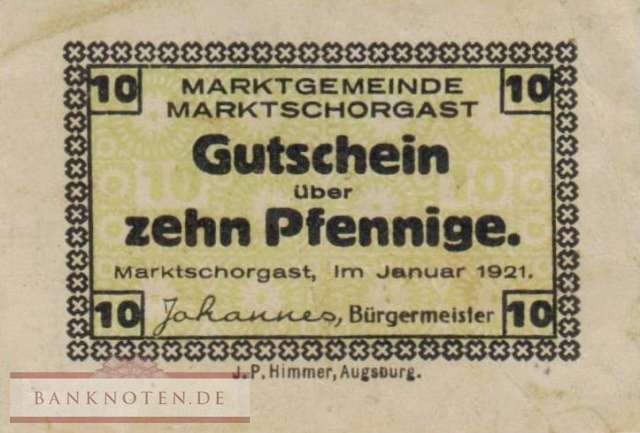 10 MARKTGEMEINDE 10
MARKTSCHORGAST
Gutschein
über
zehn Pfennige.
Marktschorgast, Im Januar 1921.
10 Johannes, Bürgermeister 10
J.P. Himmer, Augsburg.
BANKNOTEN.DE